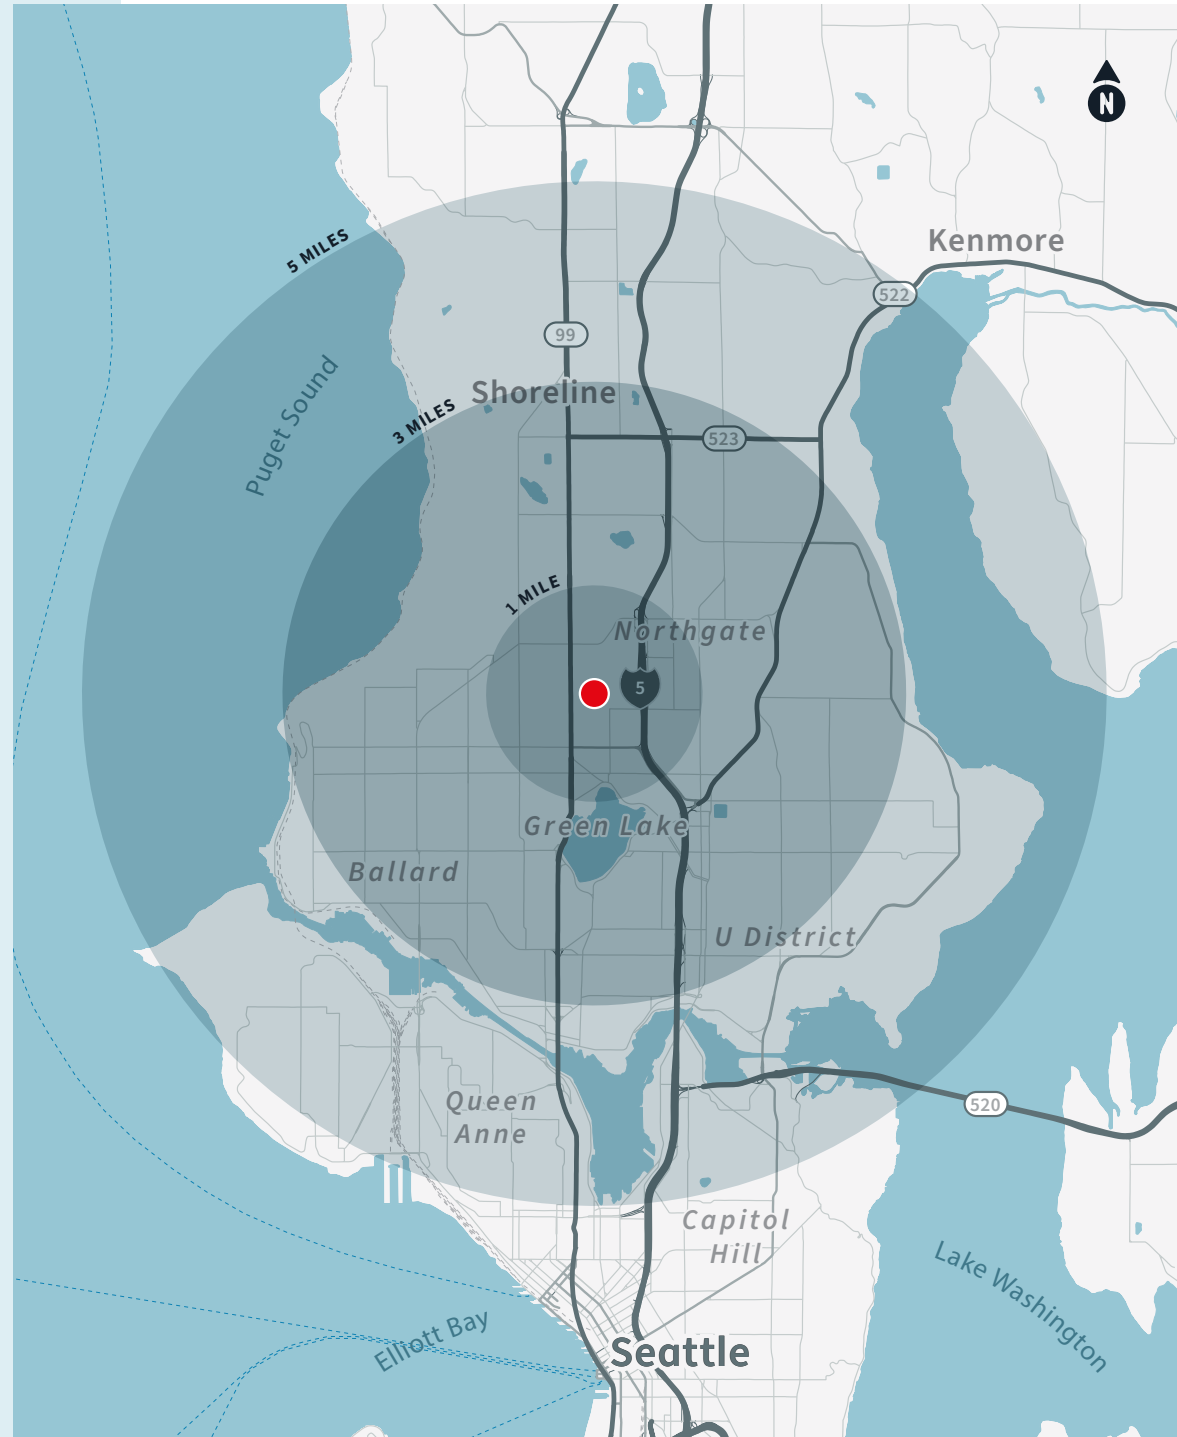 N
Kenmore
5 MILES
522
99
Puget Sound
Shoreline
3 MILES
523
1 MILE
Northgate
5
Green Lake
Ballard
U District
Queen
Anne
520
Capitol
Hill
Lake Washington
Elliott Bay
Seattle